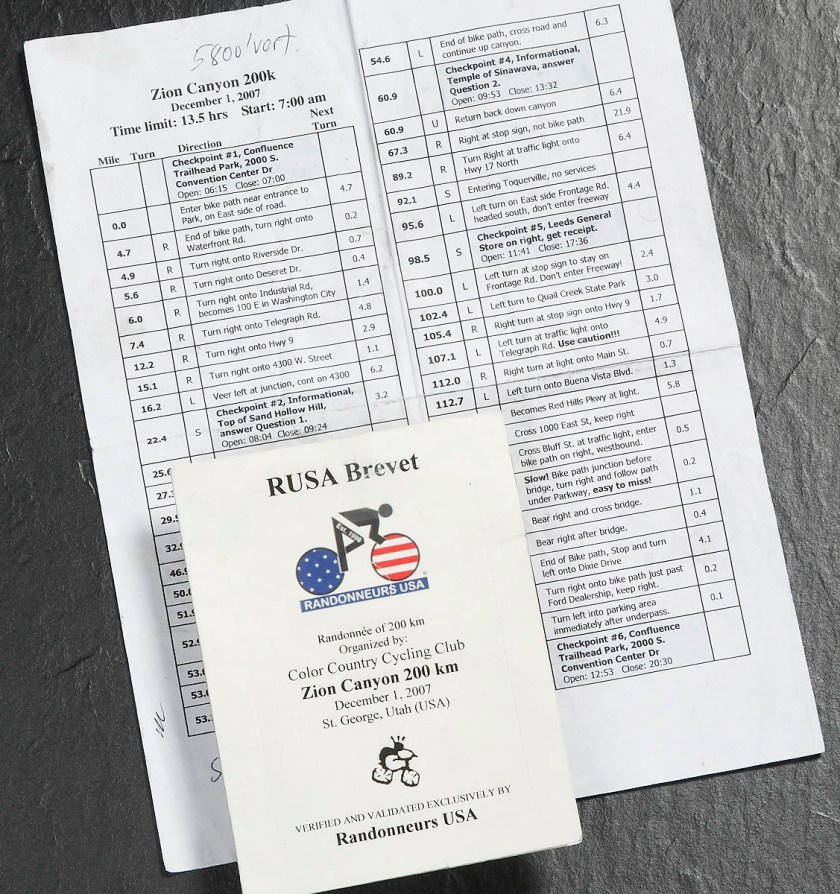 5800' vert.
Zion Canyon 200k
December 1, 2007
Time limit: 13.5 hrs Start: 7:00 am
Mile Turn Direction Next Turn
Checkpoint #1, Confluence
Trailhead Park, 2000 S.
Convention Center Dr
Open: 06:15 Close: 07:00
0.0 Enter bike path near entrance to 4.7
Park, on East side of road.
4.7 R End of bike path, turn right onto 0.2
Waterfront Rd.
4.9 R Turn right onto Riverside Dr. 0.7
5.6 R Turn right onto Deseret Dr. 0.4
6.0 R Turn right onto Industrial Rd, 1.4
becomes 100 E in Washington City
7.4 R Turn right onto Telegraph Rd. 4.8
12.2 R Turn right onto Hwy 9 2.9
15.1 R Turn right onto 4300 W. Street 1.1
16.2 L Veer left at junction, cont on 4300 6.2
22.4 S Checkpoint #2, Informational, 3.2
Top of Sand Hollow Hill,
answer Question 1.
Open: 08:04 Close: 09:24
25.6
27.
29.
32.
46.
50.
51.
52.
53.
53.
53.
54.6 L End of bike path, cross road and 6.3
continue up canyon.
60.9 Checkpoint #4, Informational,
Temple of Sinawava, answer
Question 2.
Open: 09:53 Close: 13:32
60.9 U Return back down canyon 6.4
67.3 R Right at stop sign, not bike path 21.9
89.2 R Turn Right at traffic light onto 6.4
Hwy 17 North
92.1 S Entering Toquerville, no services
95.6 L Left turn on East side Frontage Rd. 4.4
headed south, don't enter freeway
98.5 S Checkpoint #5, Leeds General
Store on right, get receipt.
Open: 11:41 Close: 17:36
100.0 L Left turn at stop sign to stay on 2.4
Frontage Rd. Don't enter Freeway!
102.4 L Left turn to Quail Creek State Park 3.0
105.4 R Right turn at stop sign onto Hwy 9 1.7
107.1 L Left turn at traffic light onto 4.9
Telegraph Rd. Use caution!!!
112.0 R Right turn at light onto Main St. 0.7
112.7 L Left turn onto Buena Vista Blvd. 1.3
Becomes Red Hills Pkwy at light. 5.8
Cross 1000 East St, keep right
Cross Bluff St. at traffic light, enter 0.5
bike path on right, westbound.
Slow! Bike path junction before 0.2
bridge, turn right and follow path
under Parkway, easy to miss!
Bear right and cross bridge. 1.1
Bear right after bridge. 0.4
End of Bike path, Stop and turn 4.1
left onto Dixie Drive
Turn right onto bike path just past 0.2
Ford Dealership, keep right.
Turn left into parking area 0.1
immediately after underpass.
Checkpoint #6, Confluence
Trailhead Park, 2000 S.
Convention Center Dr
Open: 12:53 Close: 20:30
RUSA Brevet
Est. 1998
RANDONNEURS USA
Randonnée of 200 km
Organized by:
Color Country Cycling Club
Zion Canyon 200 km
December 1, 2007
St. George, Utah (USA)
VERIFIED AND VALIDATED EXCLUSIVELY BY
Randonneurs USA